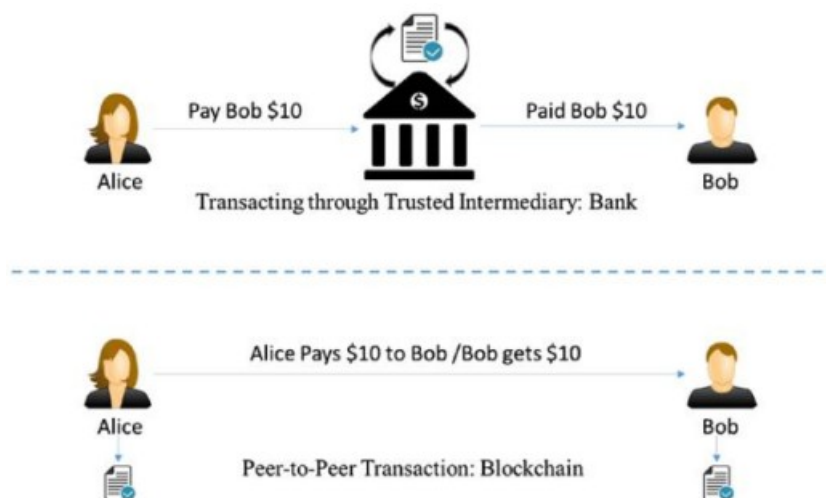 $
Pay Bob $10
Paid Bob $10
Alice
Bob
Transacting through Trusted Intermediary: Bank
Alice Pays $10 to Bob /Bob gets $10
Alice
Bob
Peer-to-Peer Transaction: Blockchain